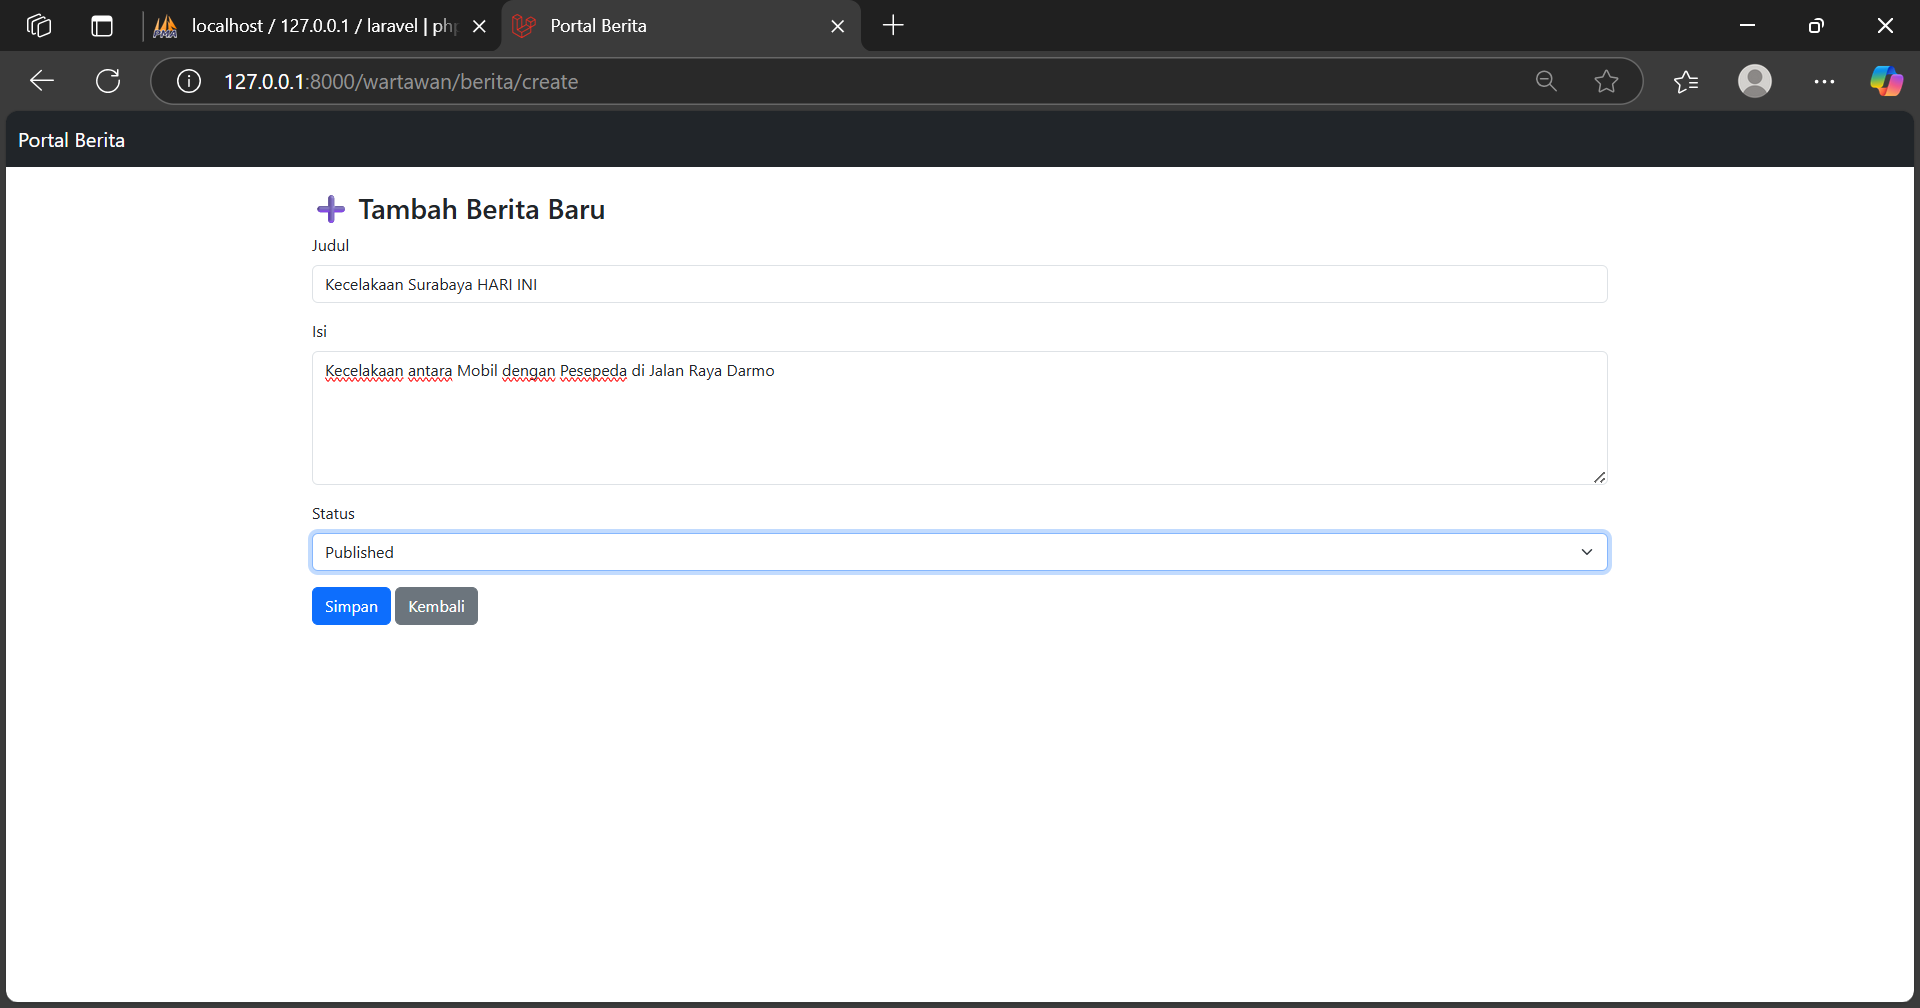 localhost / 127.0.0.1 / laravel | php
Portal Berita
127.0.0.1:8000/wartawan/berita/create
Portal Berita
Tambah Berita Baru
Judul
Kecelakaan Surabaya HARI INI
Isi
Kecelakaan antara Mobil dengan Pesepeda di Jalan Raya Darmo
Status
Published
Simpan Kembali